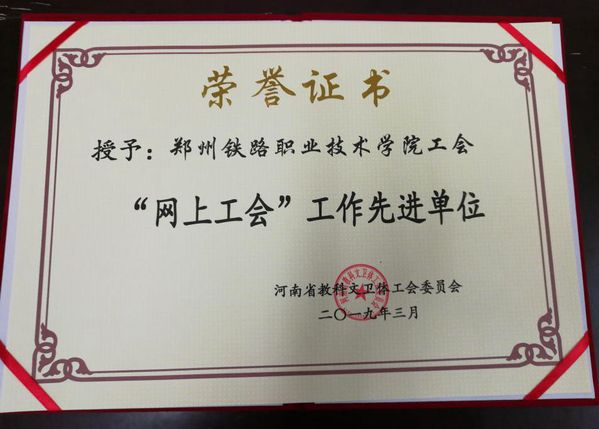 荣誉证书
授予：郑州铁路职业技术学院工会
“网上工会”工作先进单位
河南省教科文卫体工会委员会
二〇一九年三月